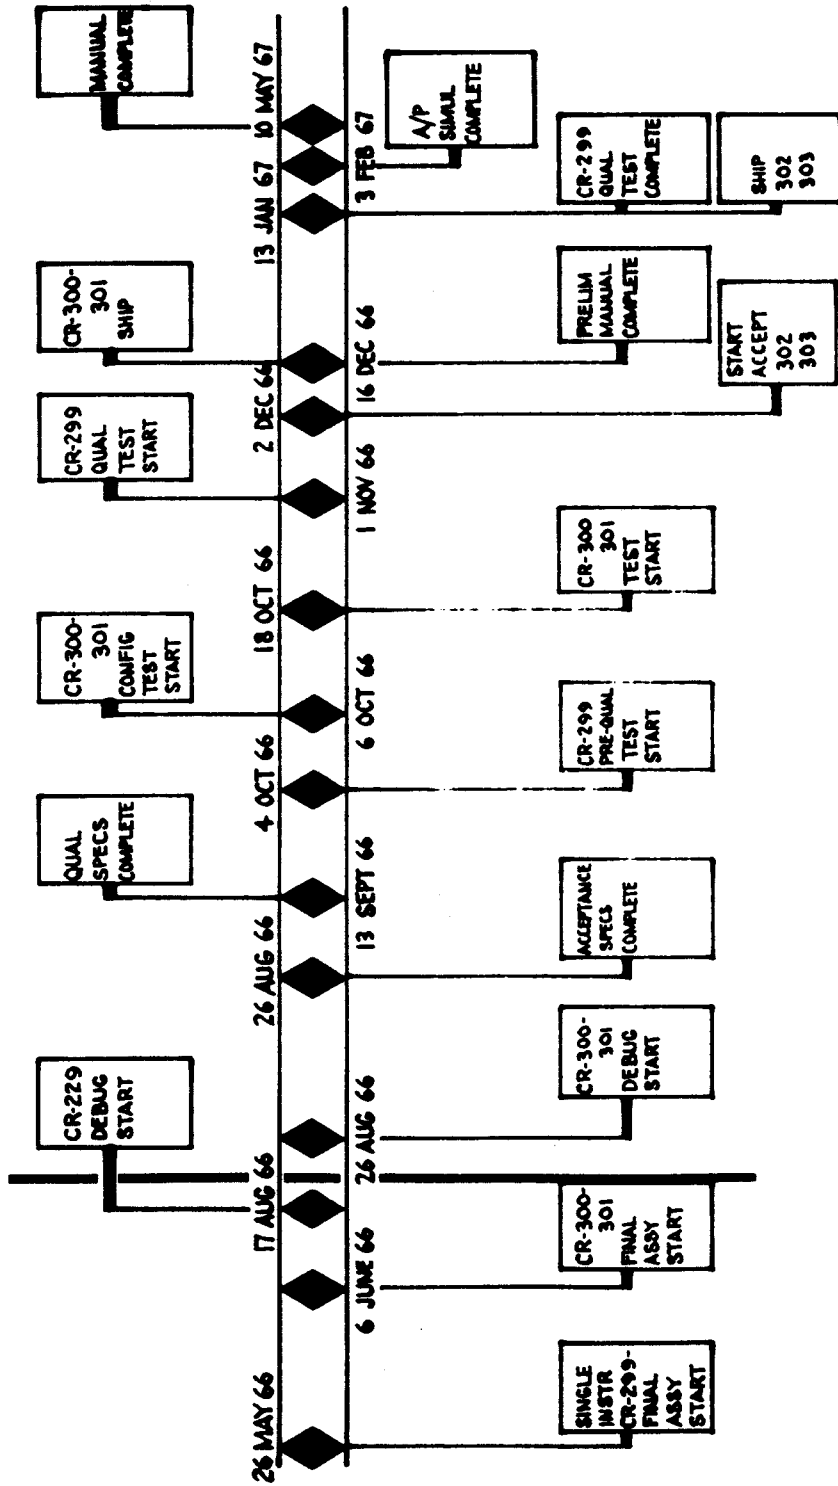 MANUAL
COMPLETE
CR-300-
301
SHIP
CR-299
QUAL
TEST
START
CR-300-
301
CONFIG
TEST
START
QUAL
SPECS
COMPLETE
CR-229
DEBUG
START
26 MAY 66
17 AUG 66
26 AUG 66
4 OCT 66
18 OCT 66
2 DEC 66
13 JAN 67
10 MAY 67
6 JUNE 66
26 AUG 66
13 SEPT 66
6 OCT 66
1 NOV 66
16 DEC 66
3 FEB 67
SINGLE
INSTR
CR-299-
FINAL
ASSY
START
CR-300-
301
FINAL
ASSY
START
CR-300-
301
DEBUG
START
ACCEPTANCE
SPECS
COMPLETE
CR-299
PRE-QUAL
TEST
START
CR-300
301
TEST
START
START
ACCEPT
302
303
PRELIM
MANUAL
COMPLETE
CR-299
QUAL
TEST
COMPLETE
SHIP
302
303
A/P
SIMUL
COMPLETE